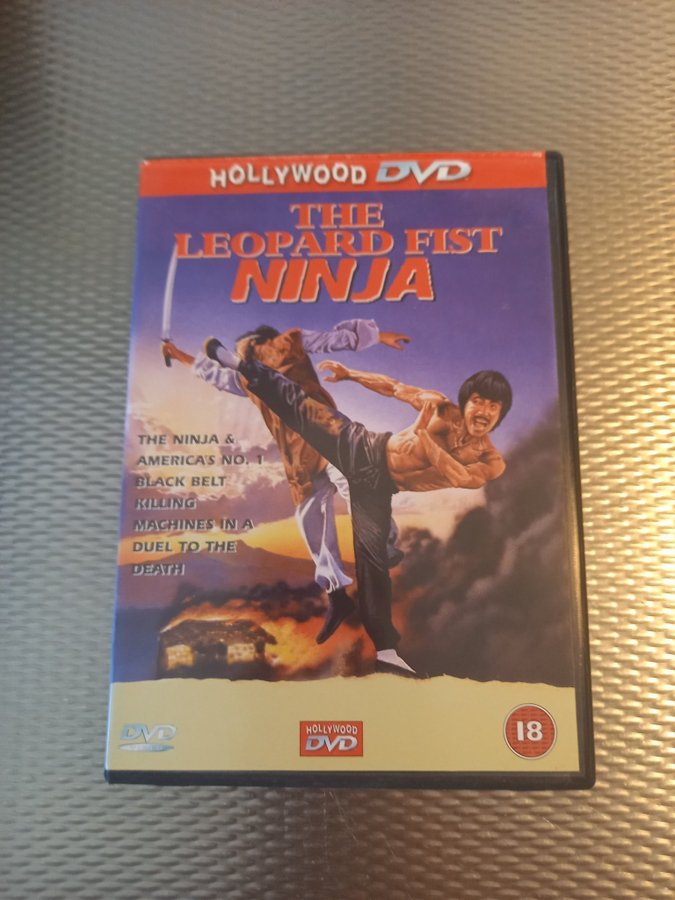 HOLLYWOOD DVD
THE
LEOPARD FIST
NINJA
THE NINJA &
AMERICA'S NO. 1
BLACK BELT
KILLING
MACHINES IN A
DUEL TO THE
DEATH
DVD
HOLLYWOOD
DVD
18